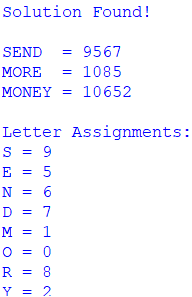 Solution Found!
SEND = 9567
MORE = 1085
MONEY = 10652
Letter Assignments:
S = 9
E = 5
N = 6
D = 7
M = 1
O = 0
R = 8
Y = 2